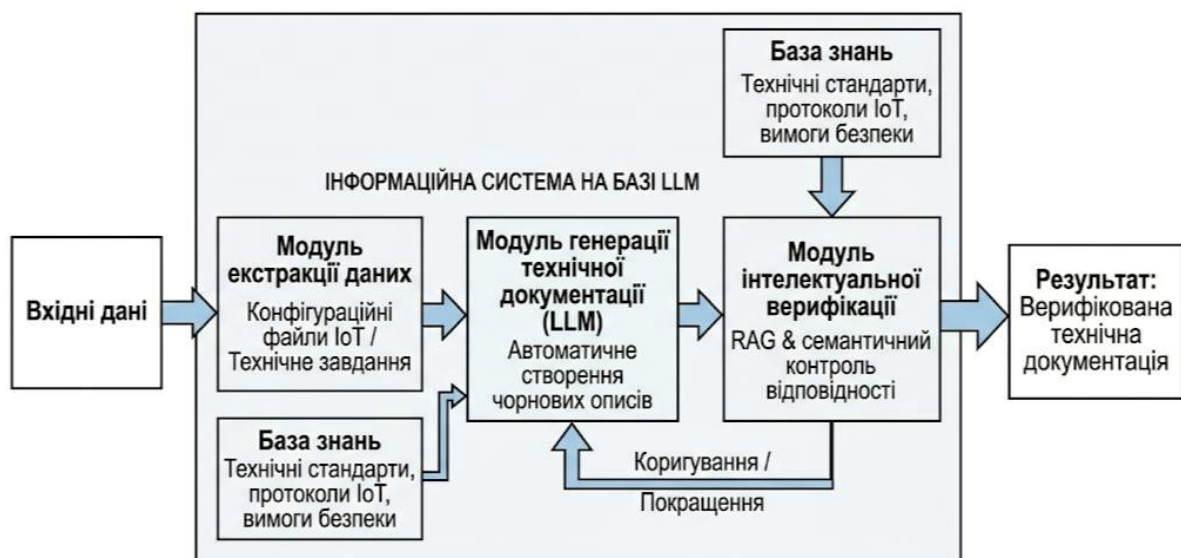 База знань
Технічні стандарти,
протоколи IoT,
вимоги безпеки
ІНФОРМАЦІЙНА СИСТЕМА НА БАЗІ LLM
Вхідні дані
Модуль
екстракції даних
Конфігураційні
файли IoT /
Технічне завдання
Модуль генерації
технічної
документації
(LLM)
Автоматичне
створення
чорнових описів
Модуль
інтелектуальної
верифікації
RAG & семантичний
контроль
відповідності
Результат:
Верифікована
технічна
документація
База знань
Технічні стандарти,
протоколи IoT,
вимоги безпеки
Коригування /
Покращення